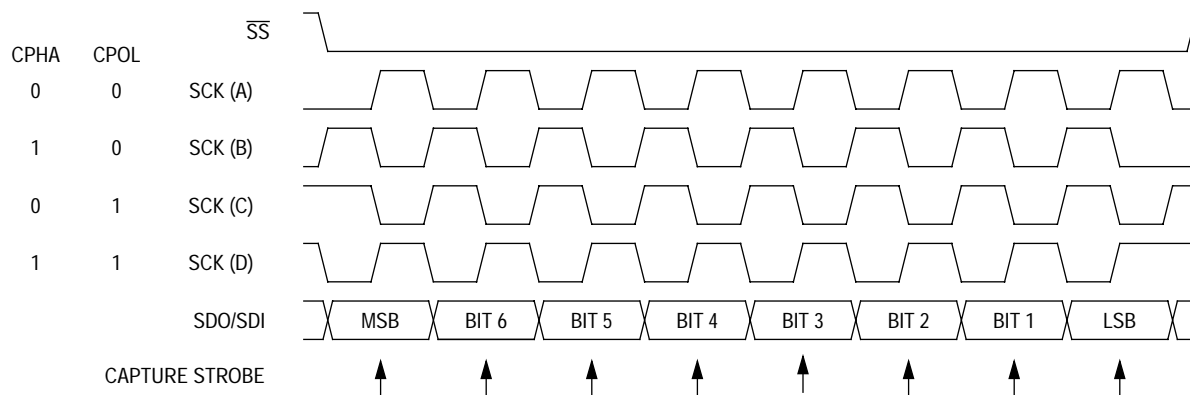 SS
CPHA CPOL
0 0 SCK (A)
1 0 SCK (B)
0 1 SCK (C)
1 1 SCK (D)
SDO/SDI MSB BIT 6 BIT 5 BIT 4 BIT 3 BIT 2 BIT 1 LSB
CAPTURE STROBE